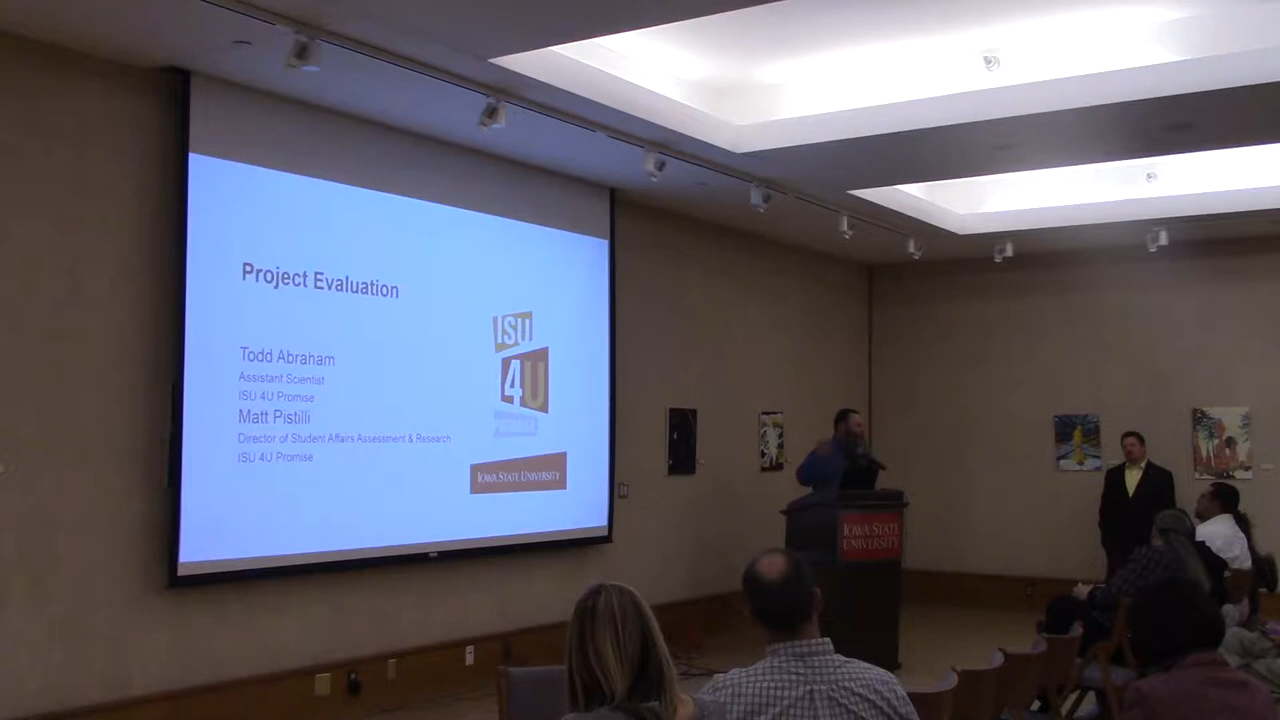 Project Evaluation
Todd Abraham
Assistant Scientist
ISU 4U Promise
Matt Pistilli
Director of Student Affairs Assessment & Research
ISU 4U Promise
ISU
4U
PROMISE
IOWA STATE UNIVERSITY
IOWA STATE
UNIVERSITY